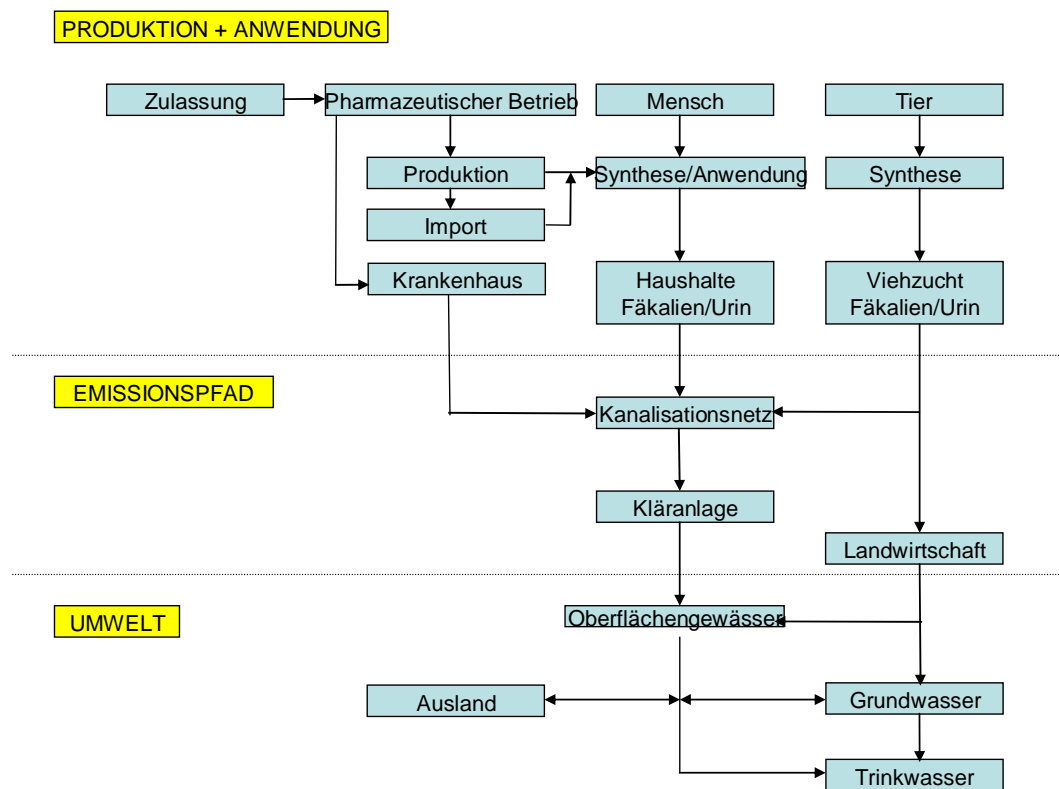 PRODUKTION + ANWENDUNG
Zulassung
Pharmazeutischer Betrieb
Mensch
Tier
Produktion
Synthese/Anwendung
Synthese
Import
Krankenhaus
Haushalte
Fäkalien/Urin
Viehzucht
Fäkalien/Urin
EMISSIONSPFAD
Kanalisationsnetz
Kläranlage
Landwirtschaft
UMWELT
Oberflächengewässer
Ausland
Grundwasser
Trinkwasser